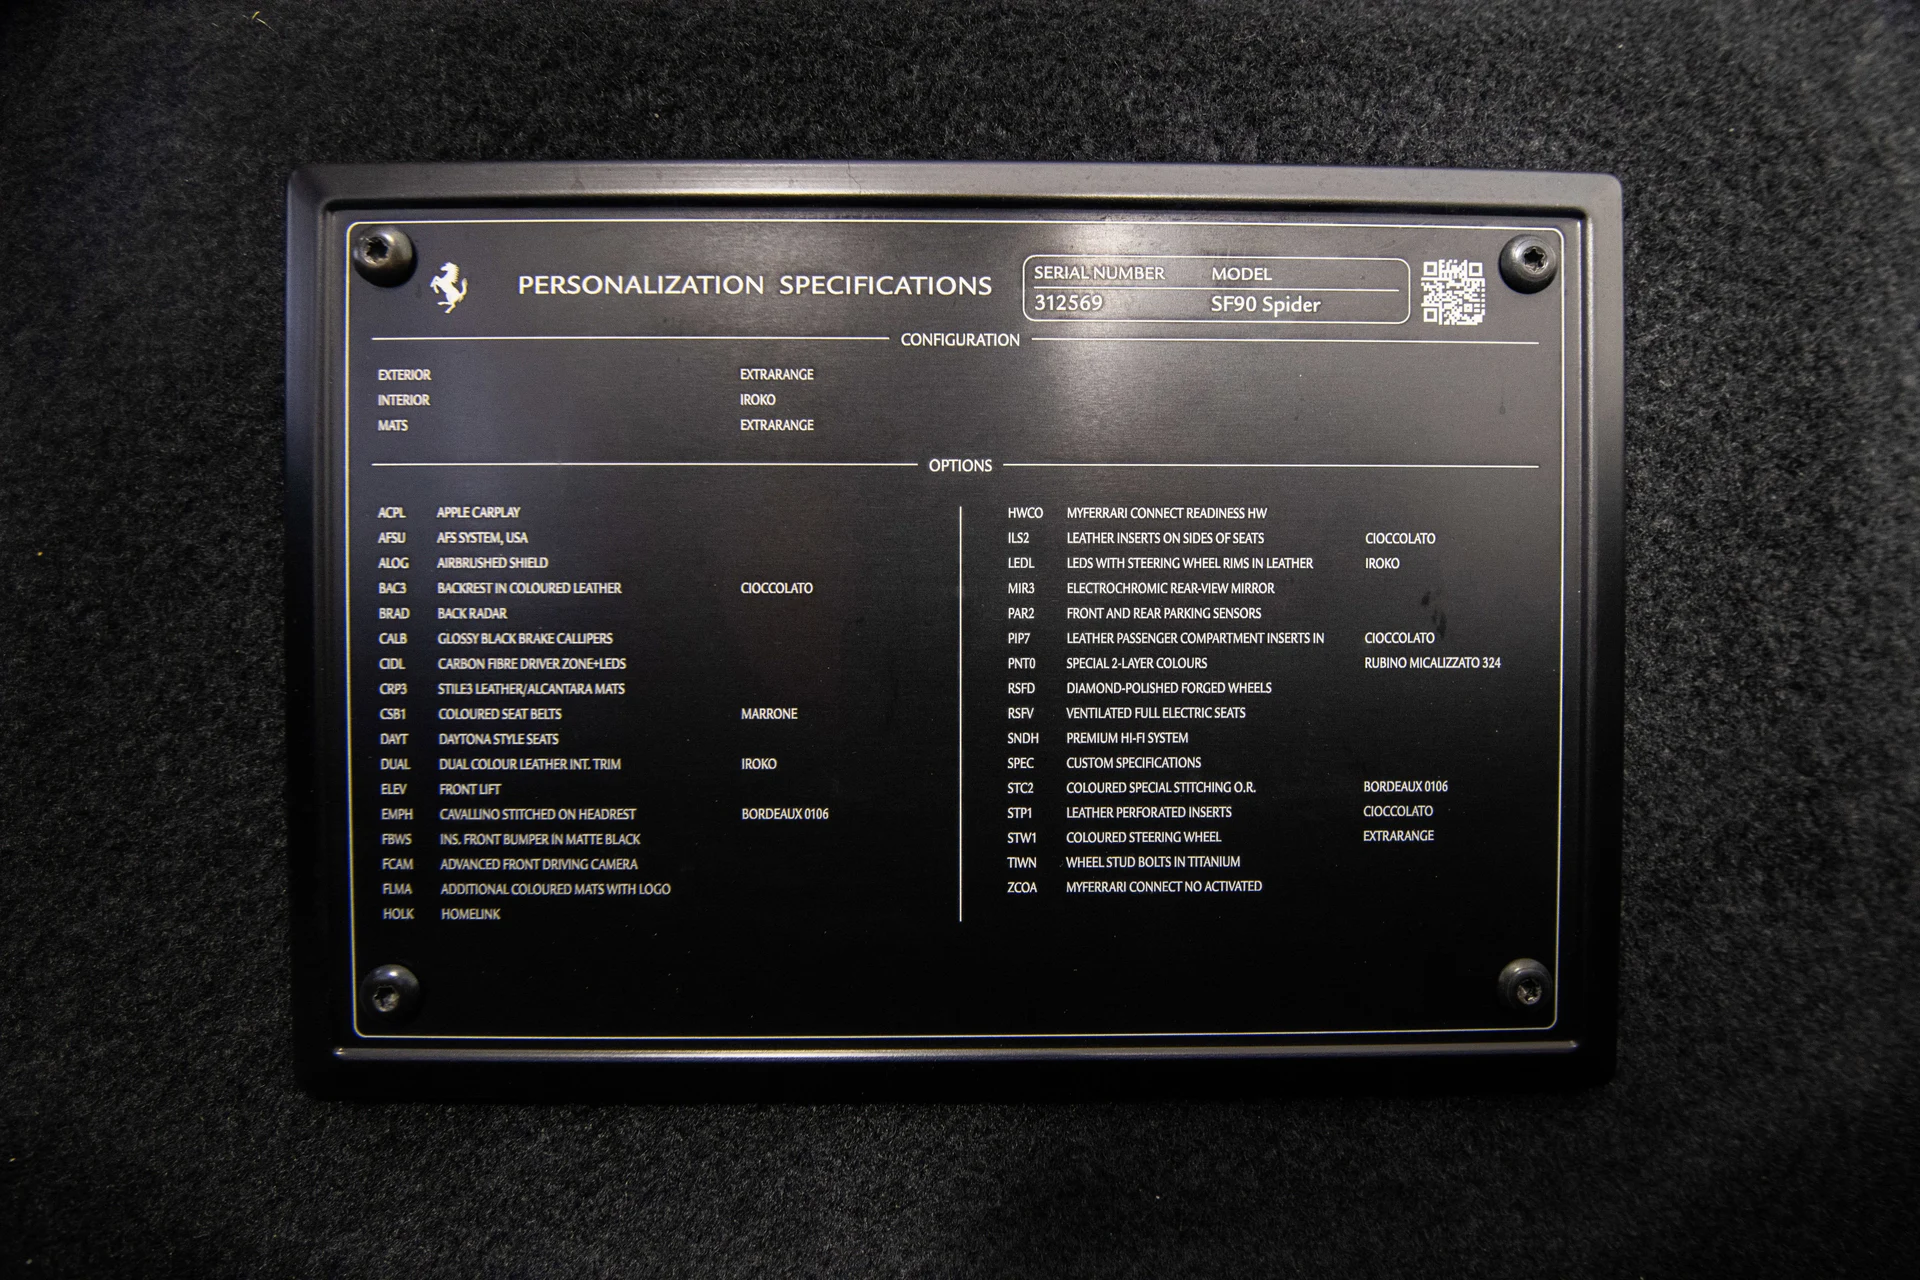 PERSONALIZATION SPECIFICATIONS
SERIAL NUMBER MODEL
312569 SF90 Spider
CONFIGURATION
EXTERIOR EXTRARANGE
INTERIOR IROKO
MATS EXTRARANGE
OPTIONS
ACPL APPLE CARPLAY
AFSU AFS SYSTEM, USA
ALOG AIRBRUSHED SHIELD
BAC3 BACKREST IN COLOURED LEATHER CIOCCOLATO
BRAD BACK RADAR
CALB GLOSSY BLACK BRAKE CALLIPERS
CIDL CARBON FIBRE DRIVER ZONE+LEDS
CRP3 STILE3 LEATHER/ALCANTARA MATS
CSB1 COLOURED SEAT BELTS MARRONE
DAYT DAYTONA STYLE SEATS
DUAL DUAL COLOUR LEATHER INT. TRIM IROKO
ELEV FRONT LIFT
EMPH CAVALLINO STITCHED ON HEADREST BORDEAUX 0106
FBWS INS. FRONT BUMPER IN MATTE BLACK
FCAM ADVANCED FRONT DRIVING CAMERA
FLMA ADDITIONAL COLOURED MATS WITH LOGO
HOLK HOMELINK
HWCO MYFERRARI CONNECT READINESS HW
ILS2 LEATHER INSERTS ON SIDES OF SEATS CIOCCOLATO
LEDL LEDS WITH STEERING WHEEL RIMS IN LEATHER IROKO
MIR3 ELECTROCHROMIC REAR-VIEW MIRROR
PAR2 FRONT AND REAR PARKING SENSORS
PIP7 LEATHER PASSENGER COMPARTMENT INSERTS IN CIOCCOLATO
PNT0 SPECIAL 2-LAYER COLOURS RUBINO MICALIZZATO 324
RSFD DIAMOND-POLISHED FORGED WHEELS
RSFV VENTILATED FULL ELECTRIC SEATS
SNDH PREMIUM HI-FI SYSTEM
SPEC CUSTOM SPECIFICATIONS
STC2 COLOURED SPECIAL STITCHING O.R. BORDEAUX 0106
STP1 LEATHER PERFORATED INSERTS CIOCCOLATO
STW1 COLOURED STEERING WHEEL EXTRARANGE
TIWN WHEEL STUD BOLTS IN TITANIUM
ZCOA MYFERRARI CONNECT NO ACTIVATED